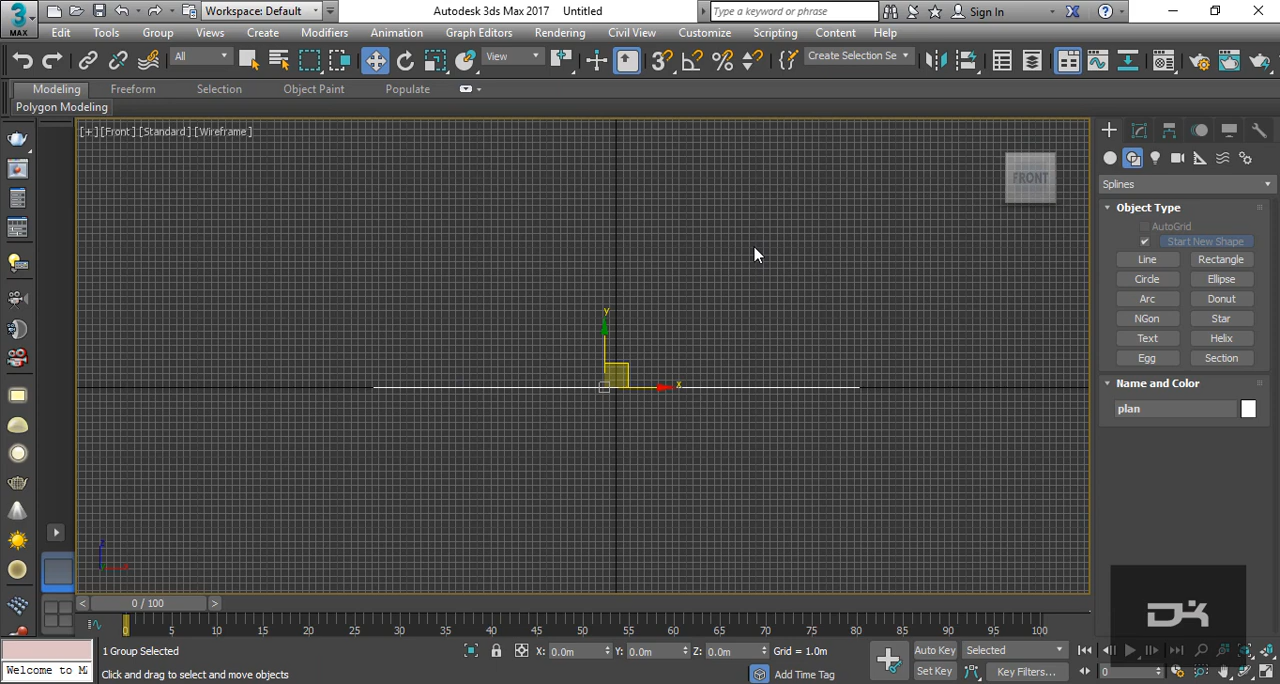 Workspace: Default
Autodesk 3ds Max 2017 Untitled
Type a keyword or phrase
Sign In
3
MAX
Edit Tools Group Views Create Modifiers Animation Graph Editors Rendering Civil View Customize Scripting Content Help
All
View
Create Selection Se
Modeling Freeform Selection Object Paint Populate
Polygon Modeling
[+] [Front] [Standard] [Wireframe]
FRONT
Splines
Object Type
AutoGrid
Start New Shape
Line Rectangle
Circle Ellipse
Arc Donut
NGon Star
Text Helix
Egg Section
Name and Color
plan
y
x
0 / 100
0 5 10 15 20 25 30 35 40 45 50 55 60 65 70 75 80 85 90 95 100
DK
1 Group Selected
X: 0.0m Y: 0.0m Z: 0.0m Grid = 1.0m
Auto Key Selected
Welcome to M
Click and drag to select and move objects
Add Time Tag
Set Key Key Filters...
0